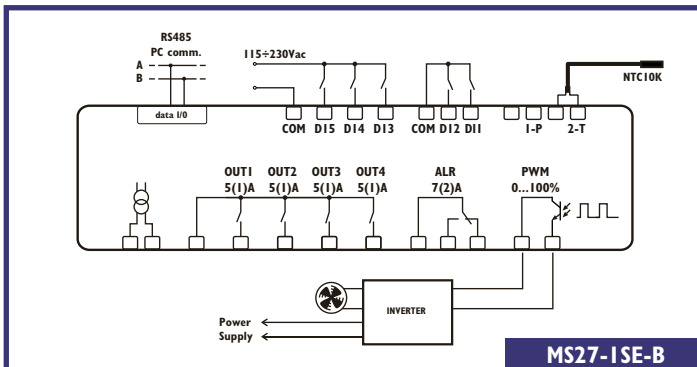 RS485
PC comm.
A
B
115÷230Vac
NTC10K
data I/0
COM DI5 DI4 DI3 COM DI2 DI1 1-P 2-T
OUT1 OUT2 OUT3 OUT4 ALR PWM
5(1)A 5(1)A 5(1)A 5(1)A 7(2)A 0...100%
INVERTER
Power
Supply
MS27-1SE-B